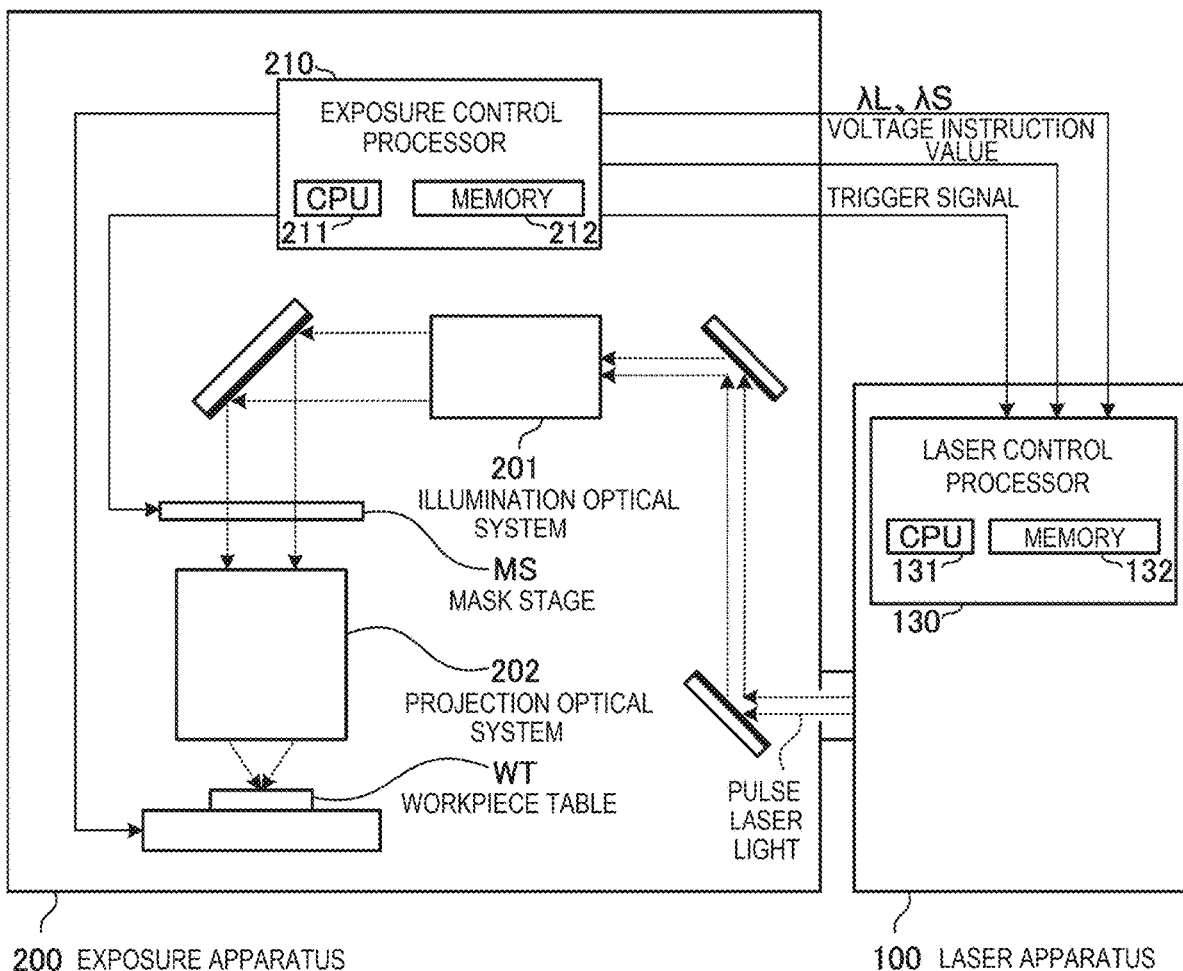 210
EXPOSURE CONTROL
PROCESSOR
CPU
MEMORY
211
212
λL、λS
VOLTAGE INSTRUCTION
VALUE
TRIGGER SIGNAL
LASER CONTROL
PROCESSOR
CPU
MEMORY
131
132
130
201
ILLUMINATION OPTICAL
SYSTEM
MS
MASK STAGE
202
PROJECTION OPTICAL
SYSTEM
WT
WORKPIECE TABLE
PULSE
LASER
LIGHT
200 EXPOSURE APPARATUS
100 LASER APPARATUS